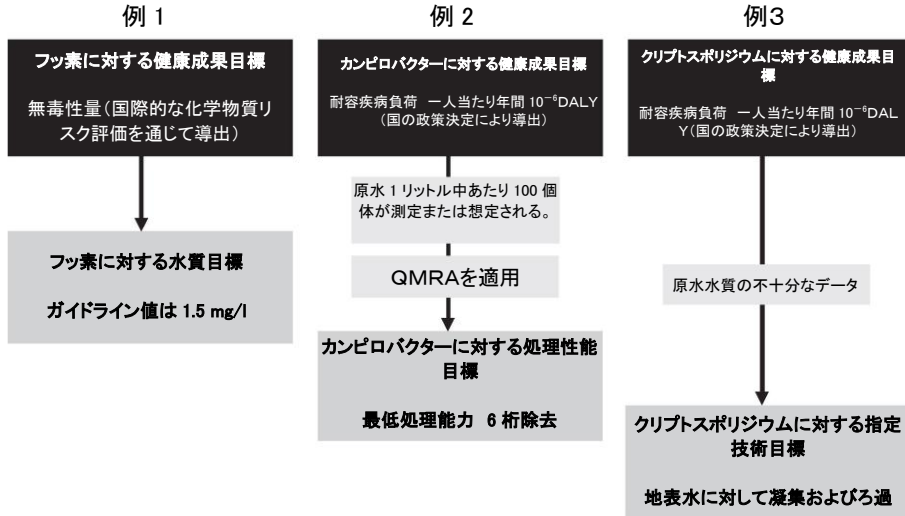 例 1
フッ素に対する健康成果目標
無毒性量(国際的な化学物質リ
スク評価を通じて導出)
フッ素に対する水質目標
ガイドライン値は 1.5 mg/l
例 2
カンピロバクターに対する健康成果目標
耐容疾病負荷 一人当たり年間 10⁻⁶DALY
(国の政策決定により導出)
原水 1 リットル中あたり 100 個
体が測定または想定される。
QMRAを適用
カンピロバクターに対する処理性能
目標
最低処理能力 6 桁除去
例3
クリプトスポリジウムに対する健康成果目
標
耐容疾病負荷 一人当たり年間 10⁻⁶DAL
Y(国の政策決定により導出)
原水水質の不十分なデータ
クリプトスポリジウムに対する指定
技術目標
地表水に対して凝集およびろ過